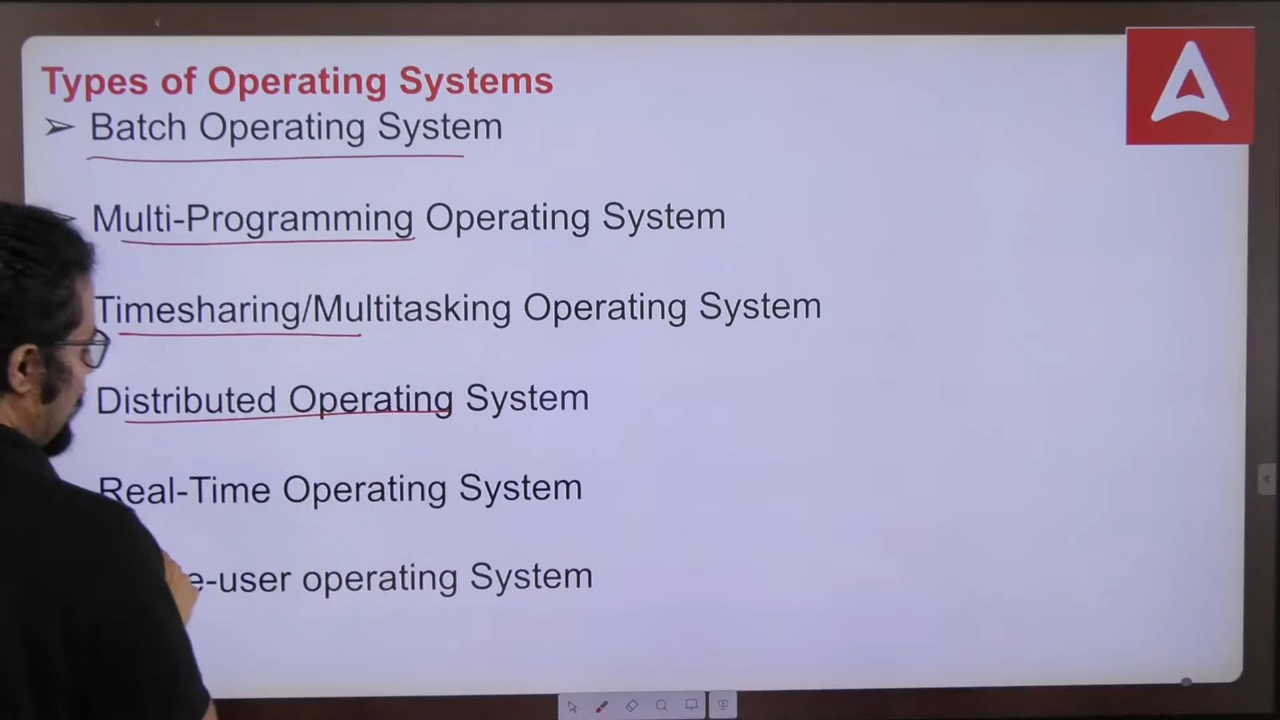 Types of Operating Systems
➢ Batch Operating System
Multi-Programming Operating System
Timesharing/Multitasking Operating System
Distributed Operating System
Real-Time Operating System
e-user operating System